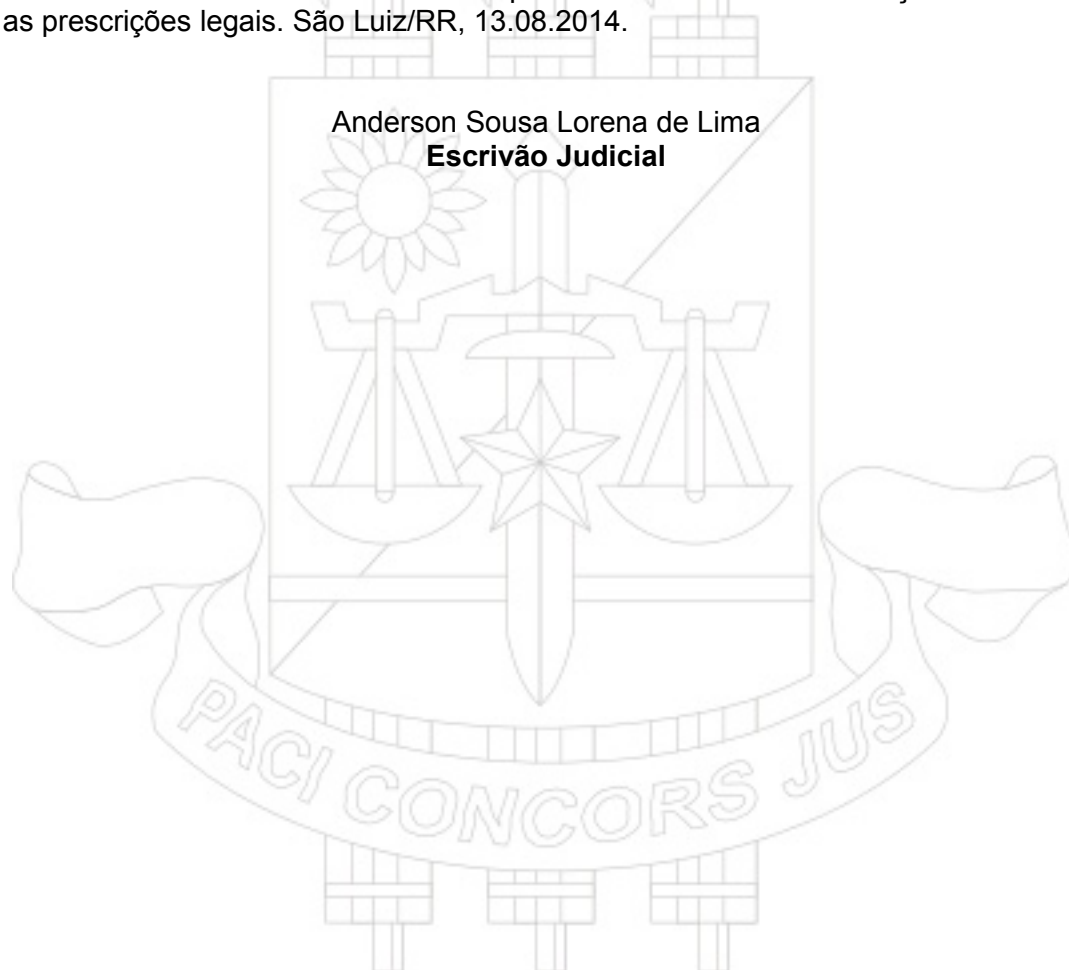 as prescrições legais. São Luiz/RR, 13.08.2014.
Anderson Sousa Lorena de Lima
Escrivão Judicial
PACI CONCORS JUS